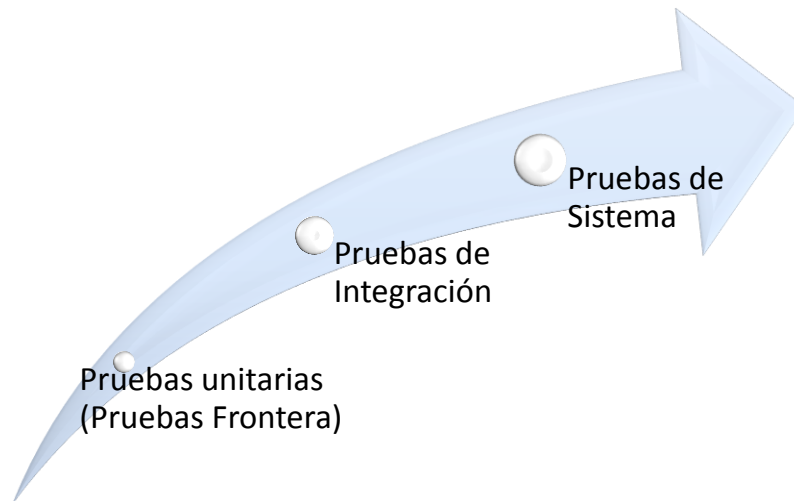 Pruebas de
Sistema
Pruebas de
Integración
Pruebas unitarias
(Pruebas Frontera)